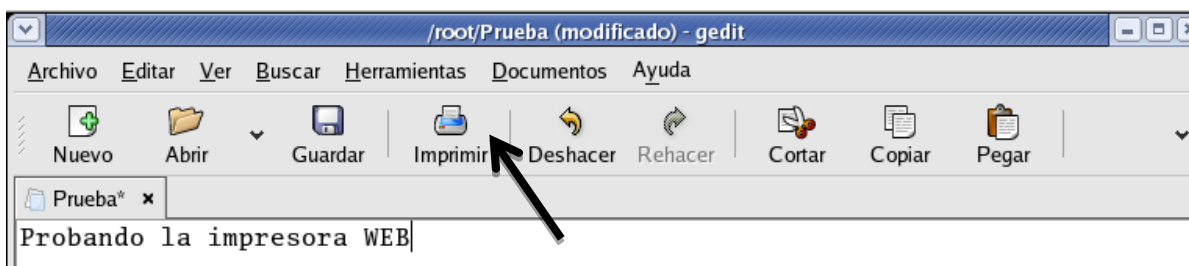 /root/Prueba (modificado) - gedit
Archivo Editar Ver Buscar Herramientas Documentos Ayuda
Nuevo Abrir Guardar Imprimir Deshacer Rehacer Cortar Copiar Pegar
Prueba*
Probando la impresora WEB